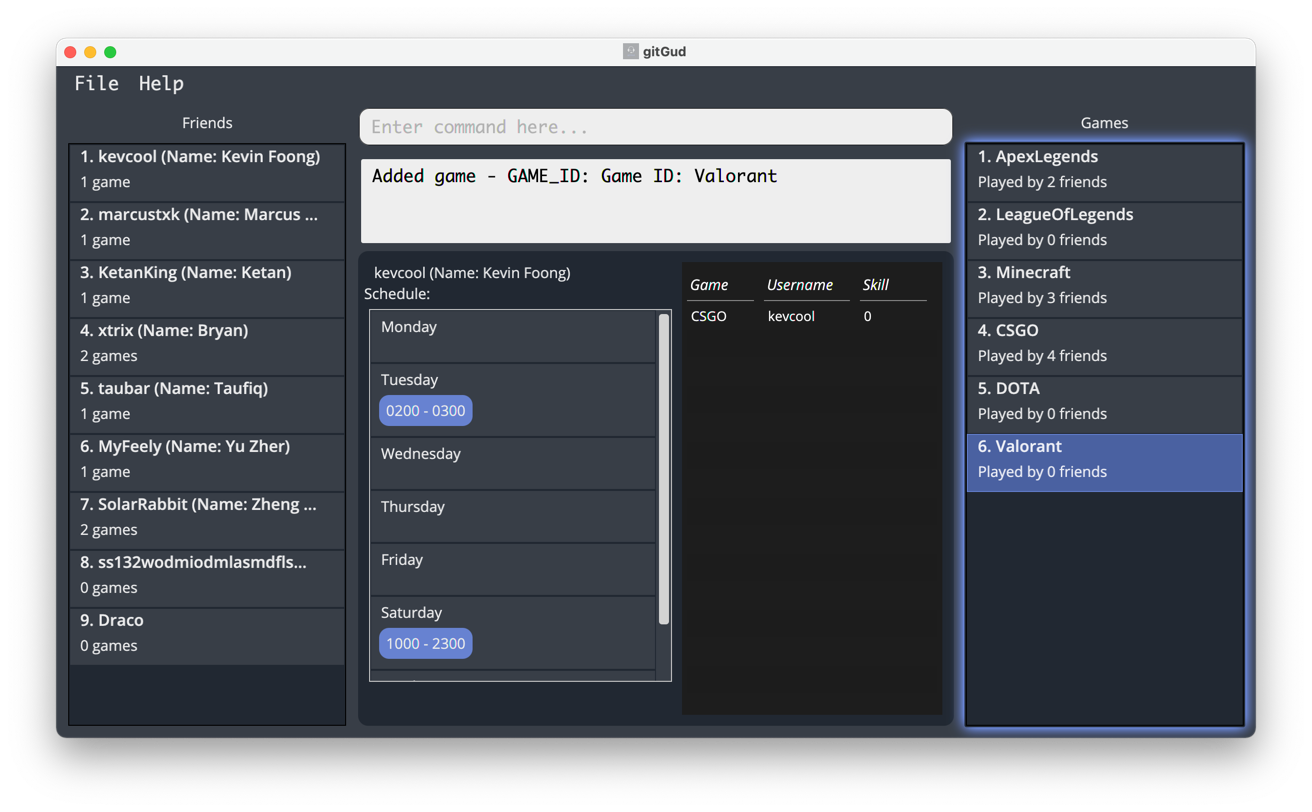 gitGud
File Help
Friends
1. kevcool (Name: Kevin Foong)
1 game
2. marcustxk (Name: Marcus ...
1 game
3. KetanKing (Name: Ketan)
1 game
4. xtrix (Name: Bryan)
2 games
5. taubar (Name: Taufiq)
1 game
6. MyFeely (Name: Yu Zher)
1 game
7. SolarRabbit (Name: Zheng ...
2 games
8. ss132wodmiodmlasmdfls...
0 games
9. Draco
0 games
Enter command here...
Added game - GAME_ID: Game ID: Valorant
kevcool (Name: Kevin Foong)
Schedule:
Monday
Tuesday
0200 - 0300
Wednesday
Thursday
Friday
Saturday
1000 - 2300
Game Username Skill
CSGO kevcool 0
Games
1. ApexLegends
Played by 2 friends
2. LeagueOfLegends
Played by 0 friends
3. Minecraft
Played by 3 friends
4. CSGO
Played by 4 friends
5. DOTA
Played by 0 friends
6. Valorant
Played by 0 friends